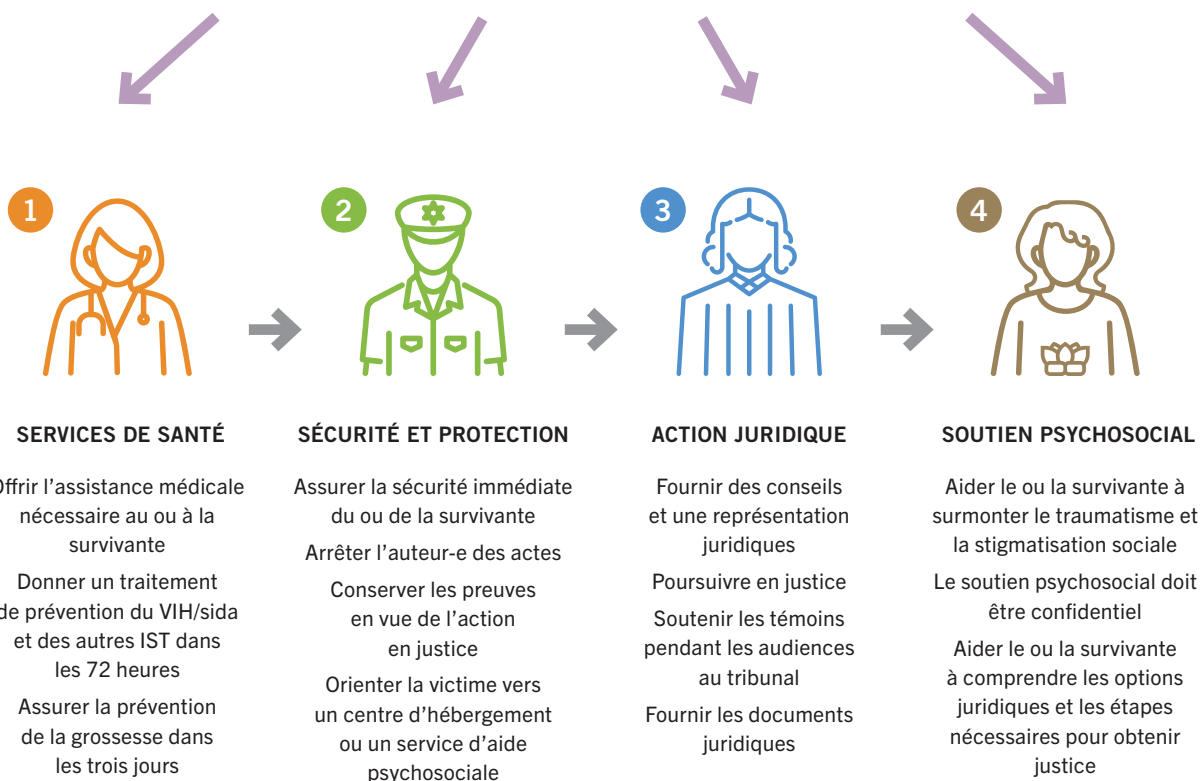 1
SERVICES DE SANTÉ
Offrir l'assistance médicale
nécessaire au ou à la
survivante
Donner un traitement
de prévention du VIH/sida
et des autres IST dans
les 72 heures
Assurer la prévention
de la grossesse dans
les trois jours
2
SÉCURITÉ ET PROTECTION
Assurer la sécurité immédiate
du ou de la survivante
Arrêter l'auteur-e des actes
Conserver les preuves
en vue de l'action
en justice
Orienter la victime vers
un centre d'hébergement
ou un service d'aide
psychosociale
3
ACTION JURIDIQUE
Fournir des conseils
et une représentation
juridiques
Poursuivre en justice
Soutenir les témoins
pendant les audiences
au tribunal
Fournir les documents
juridiques
4
SOUTIEN PSYCHOSOCIAL
Aider le ou la survivante à
surmonter le traumatisme et
la stigmatisation sociale
Le soutien psychosocial doit
être confidentiel
Aider le ou la survivante
à comprendre les options
juridiques et les étapes
nécessaires pour obtenir
justice